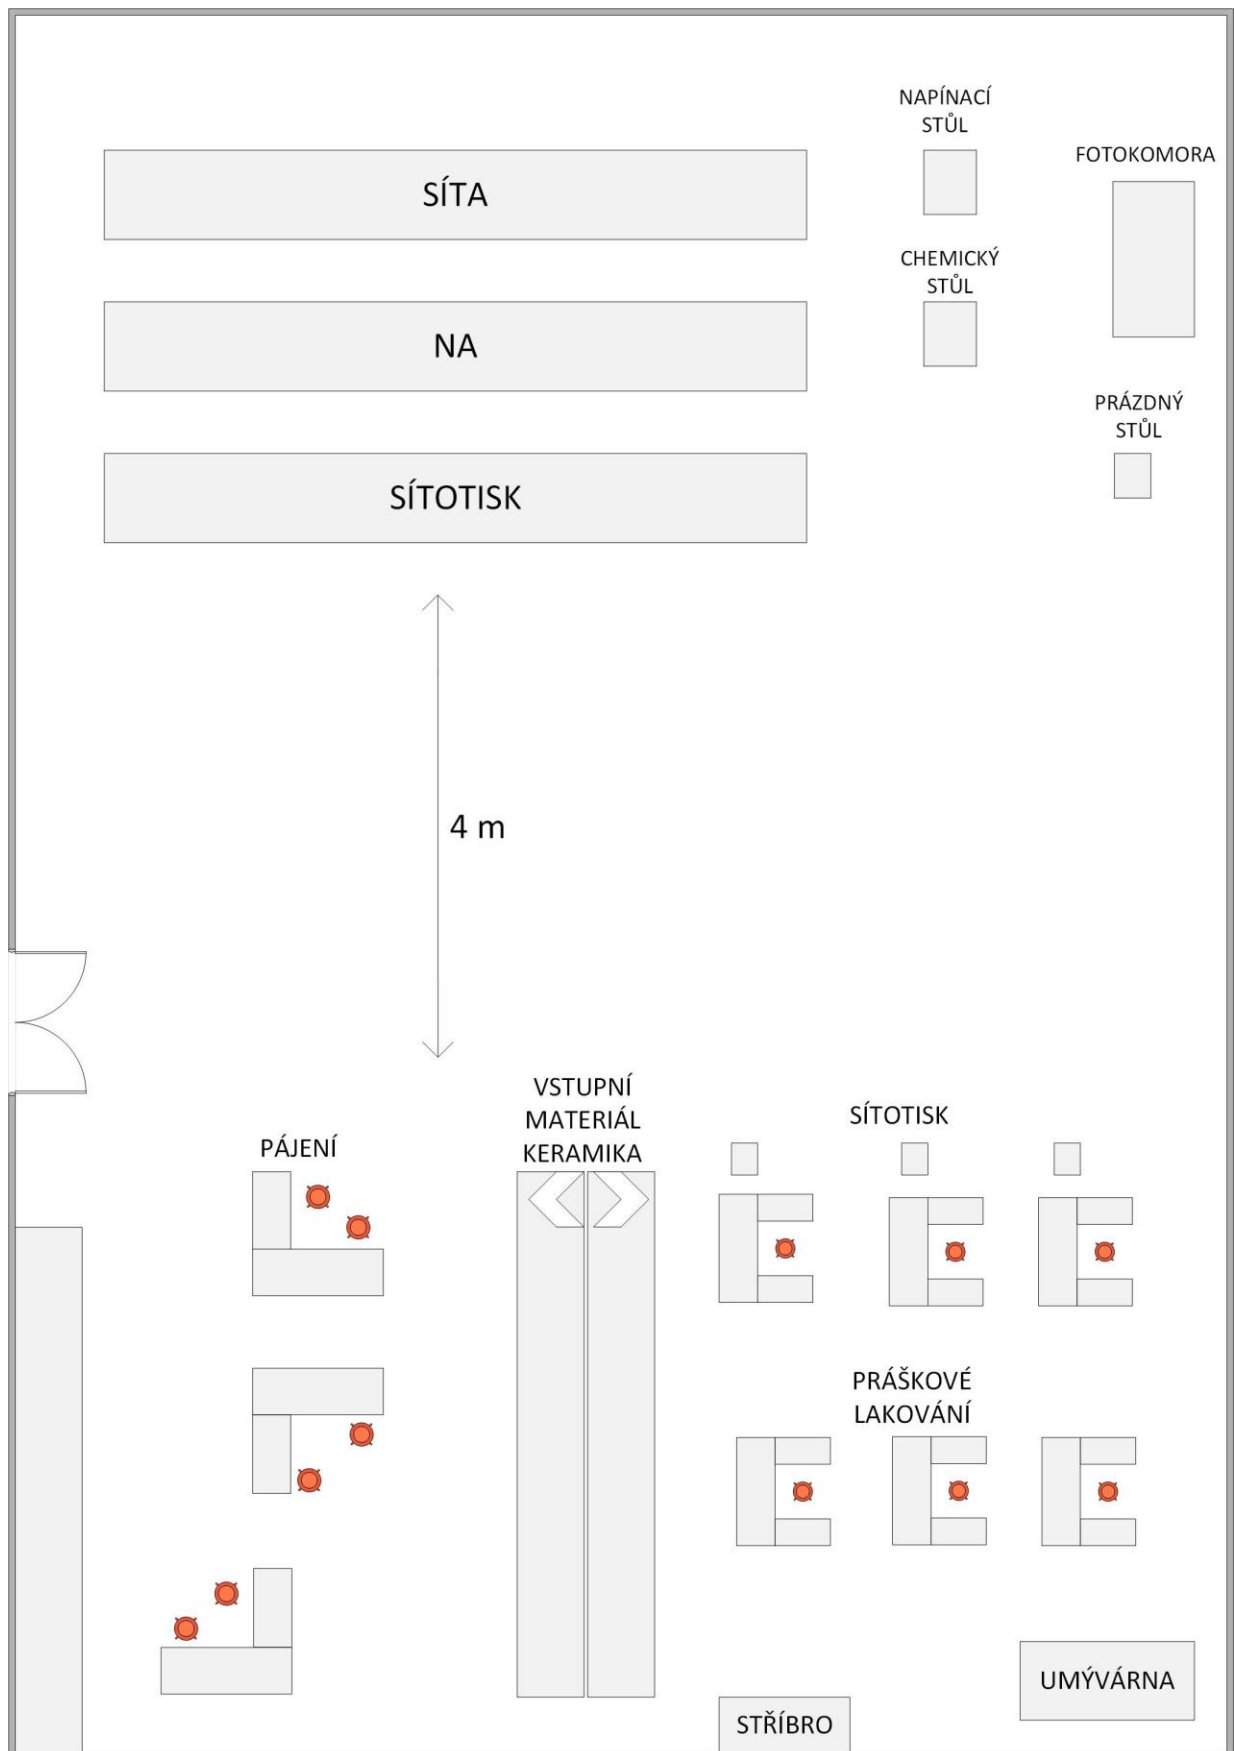 NAPÍNACÍ
STŮL
FOTOKOMORA
SÍTA
CHEMICKÝ
STŮL
NA
PRÁZDNÝ
STŮL
SÍTOTISK
4 m
VSTUPNÍ
MATERIÁL
KERAMIKA
SÍTOTISK
PÁJENÍ
PRÁŠKOVÉ
LAKOVÁNÍ
UMÝVÁRNA
STŘÍBRO